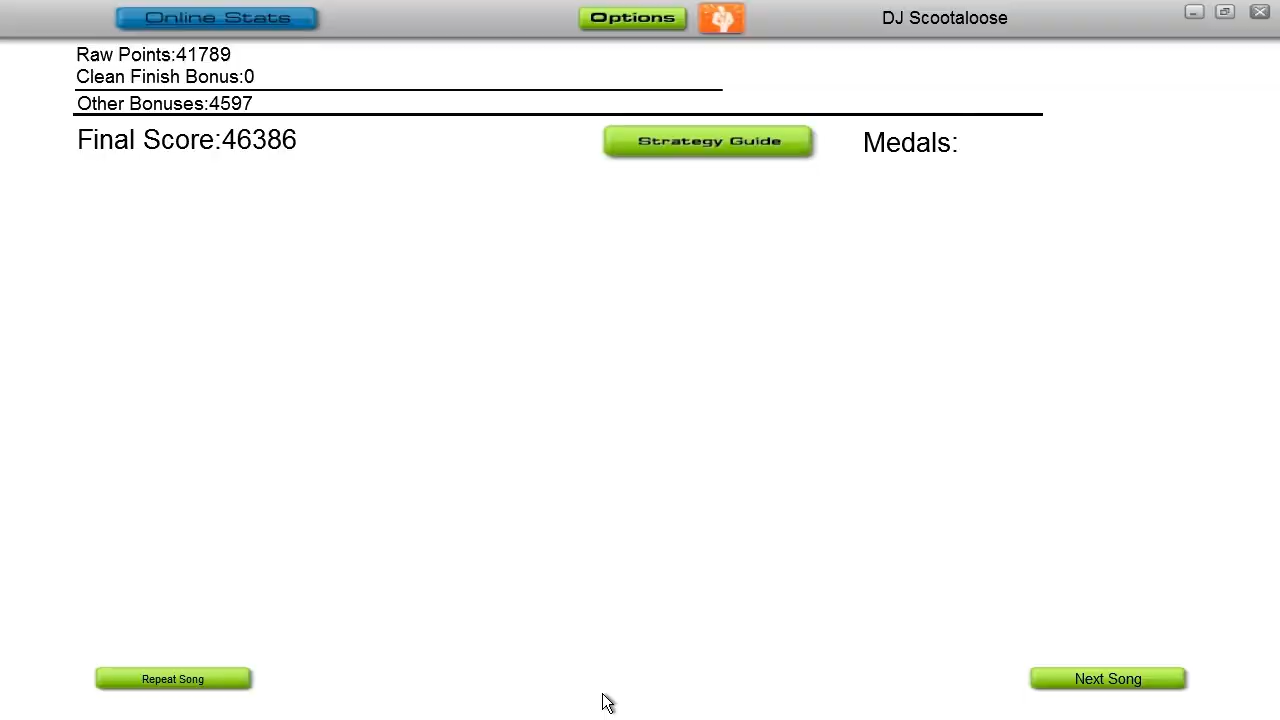 Online Stats
Options
DJ Scootaloose
Raw Points:41789
Clean Finish Bonus:0
Other Bonuses:4597
Final Score:46386
Strategy Guide
Medals:
Repeat Song
Next Song